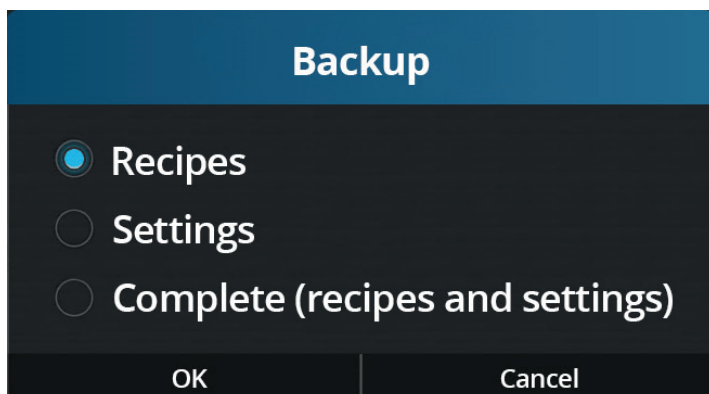 Backup
Recipes
Settings
Complete (recipes and settings)
OK
Cancel